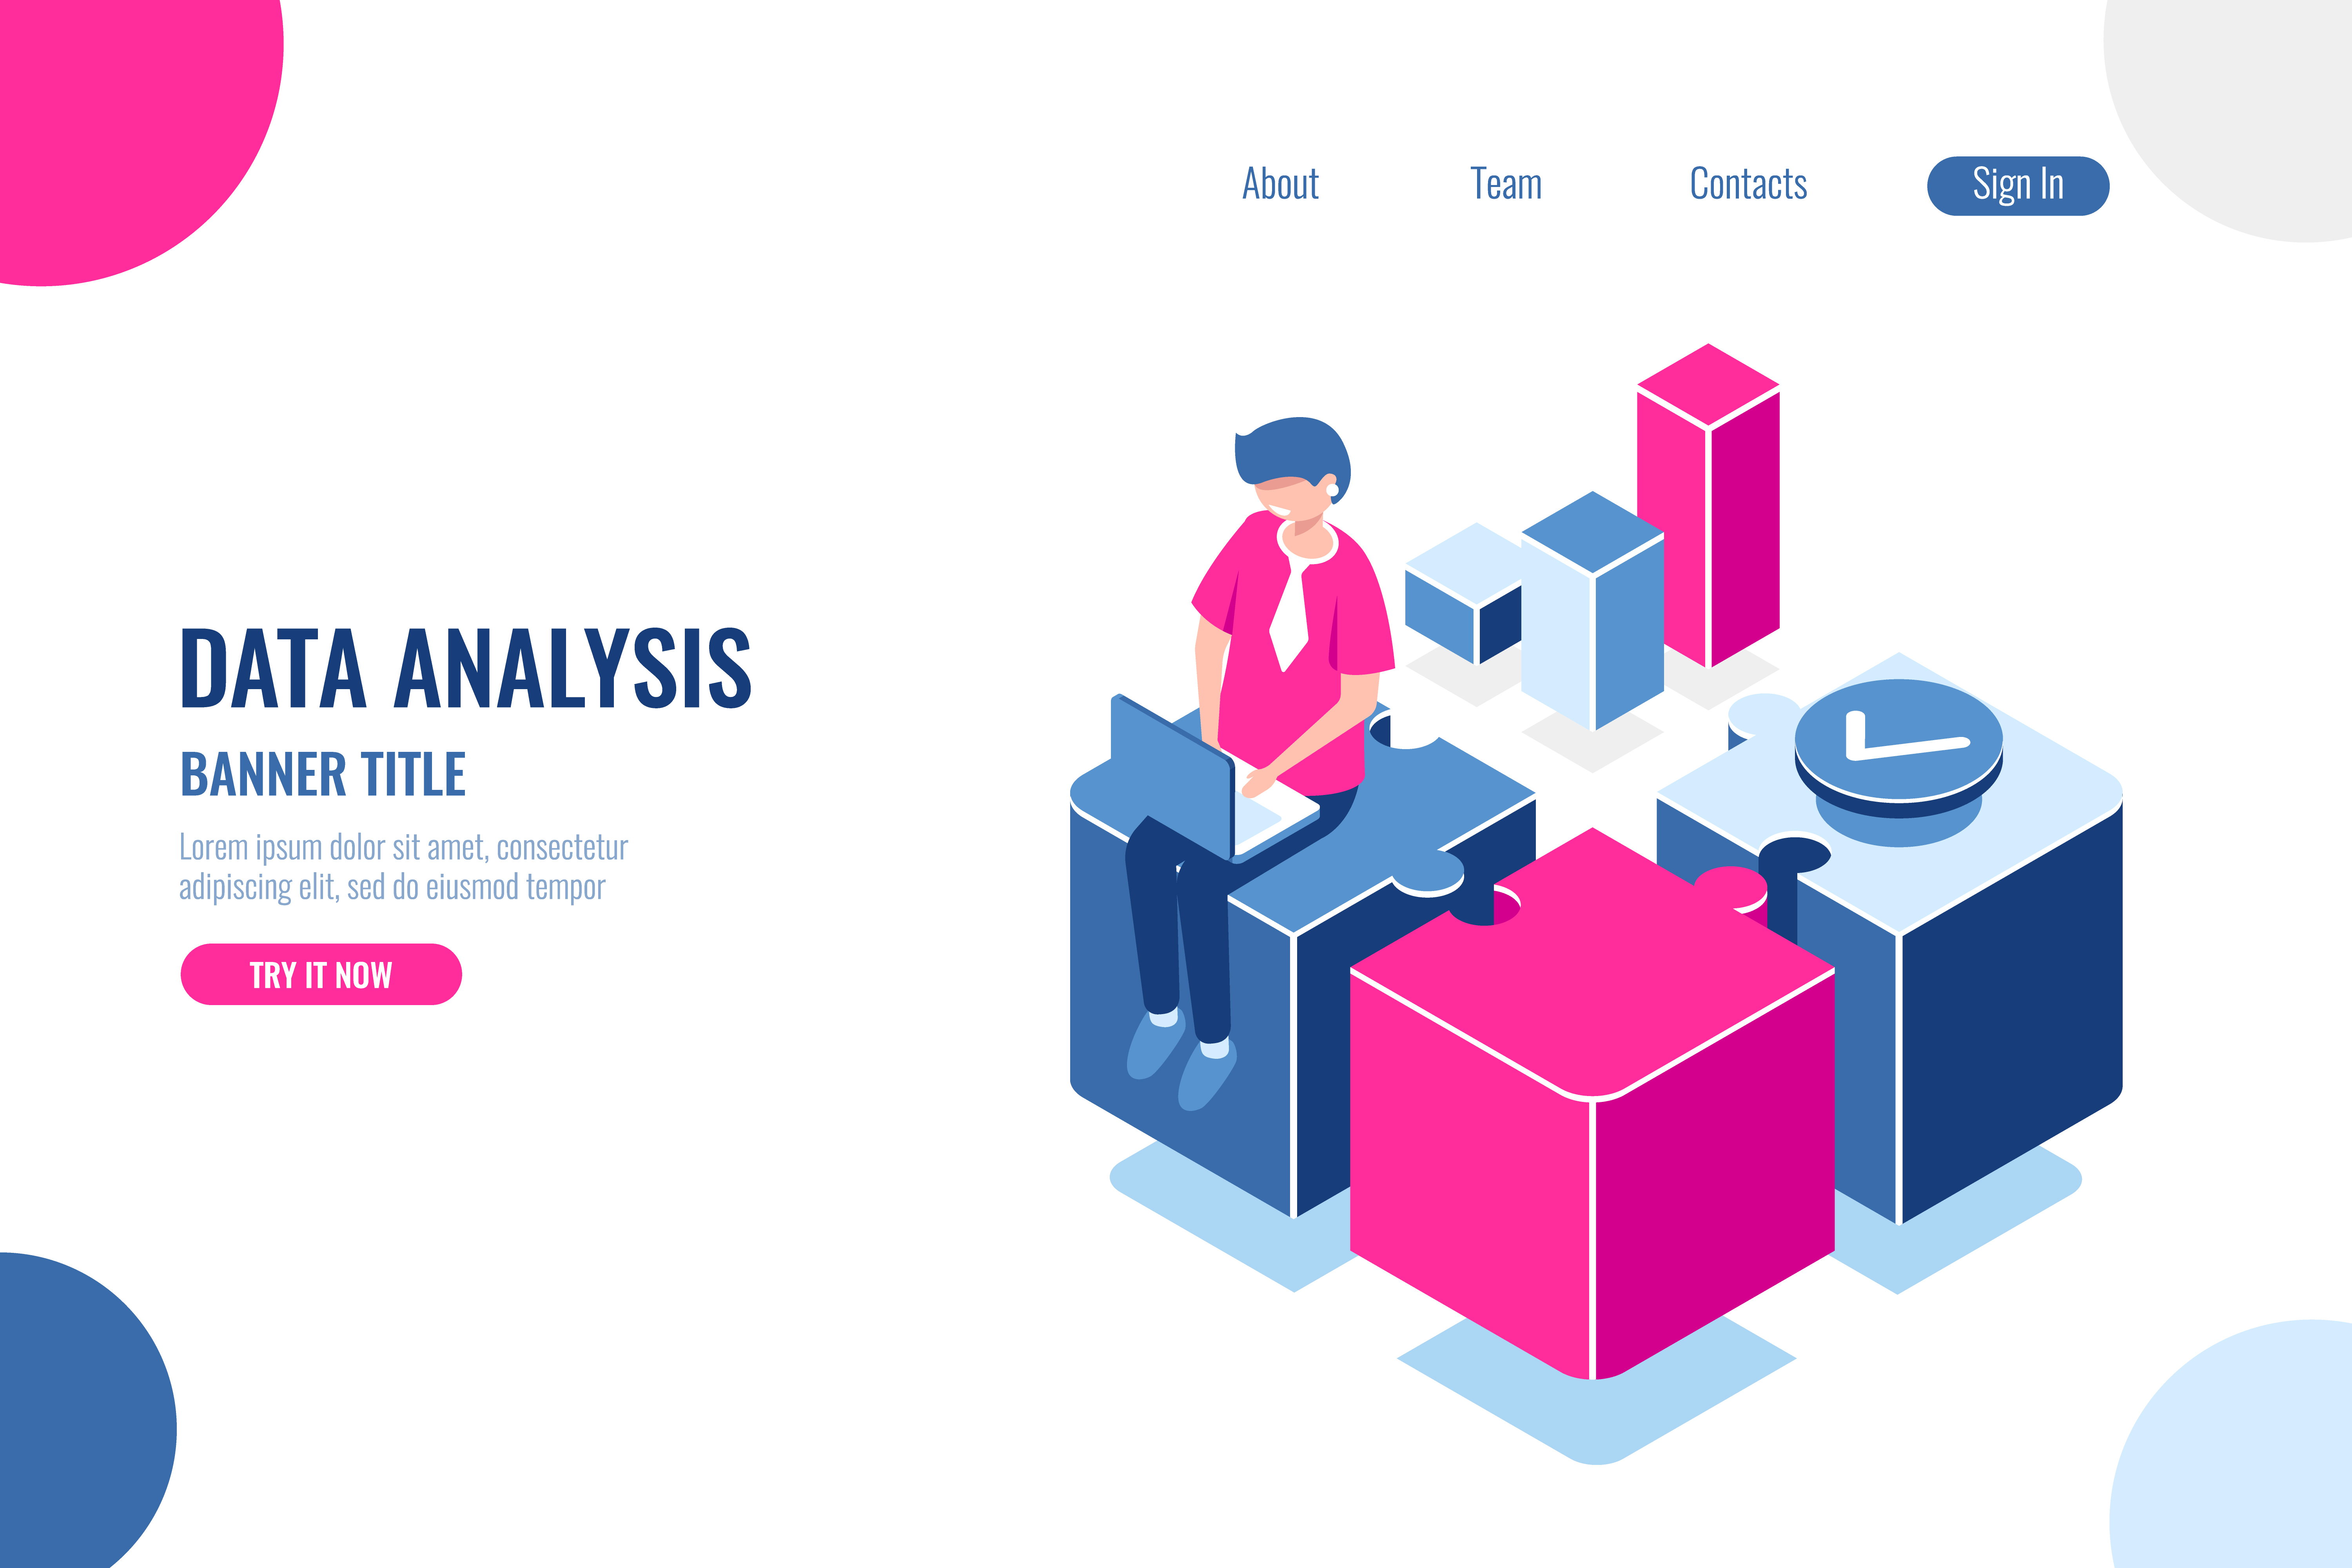 About
Team
Contacts
Sign In
DATA ANALYSIS
BANNER TITLE
Lorem ipsum dolor sit amet, consectetur
adipiscing elit, sed do eiusmod tempor
TRY IT NOW